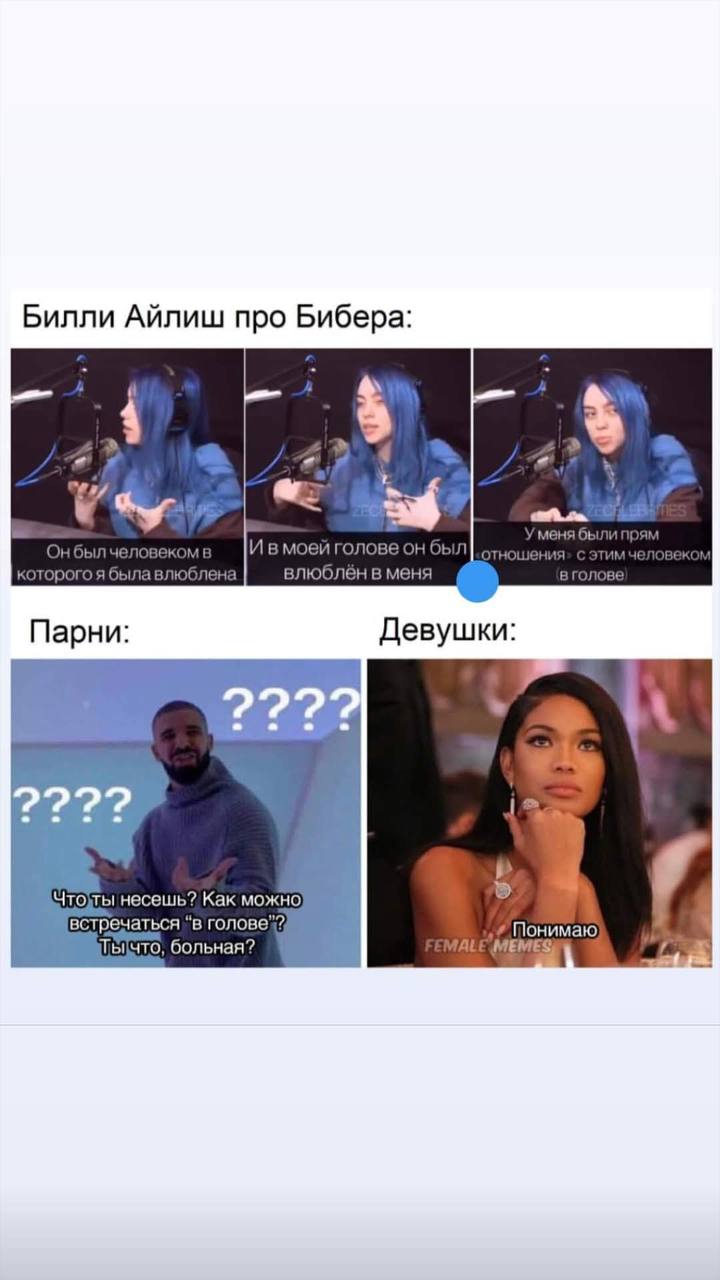 Билли Айлиш про Бибера:
Он был человеком в
которого я была влюблена
И в моей голове он был
влюблён в меня
У меня были прям
«отношения» с этим человеком
(в голове)
ZECELEBRITIES
Парни:
Девушки:
????
????
Что ты несешь? Как можно
встречаться “в голове”?
Ты что, больная?
Понимаю
FEMALE MEMES